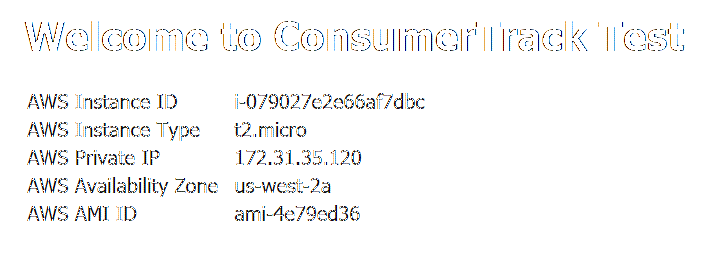 Welcome to ConsumerTrack Test
AWS Instance ID i-079027e2e66af7dbc
AWS Instance Type t2.micro
AWS Private IP 172.31.35.120
AWS Availability Zone us-west-2a
AWS AMI ID ami-4e79ed36